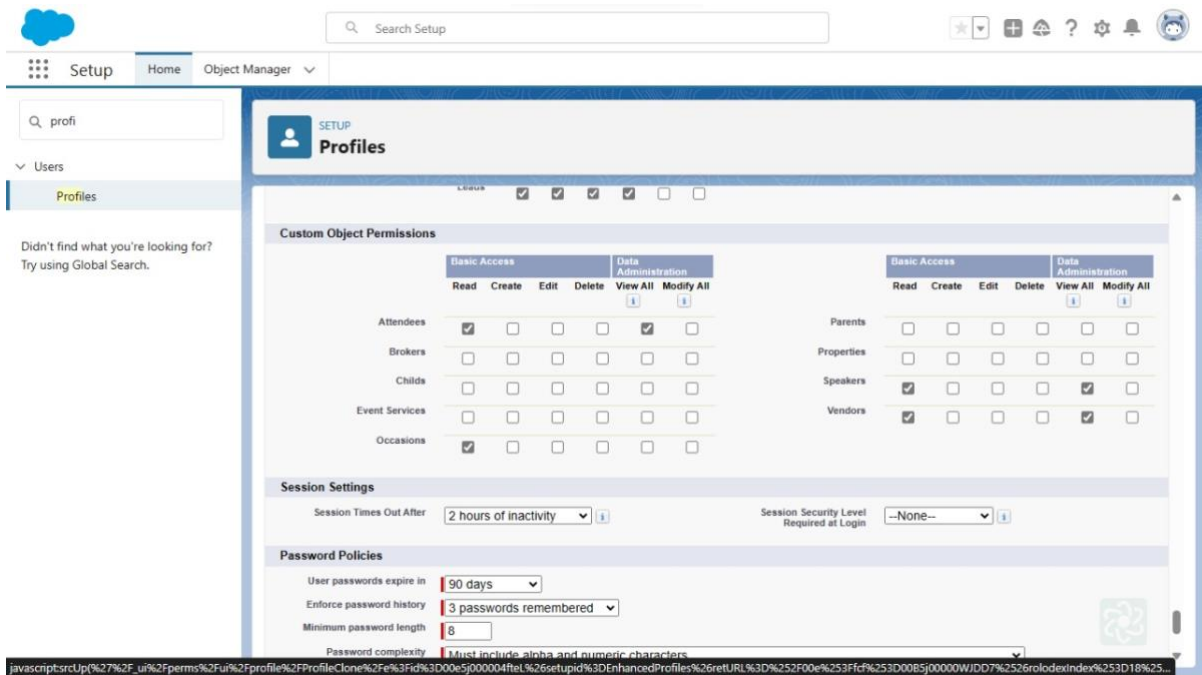 Search Setup
Setup
Home
Object Manager
profi
Users
Profiles
Didn't find what you're looking for?
Try using Global Search.
SETUP
Profiles
Leads
Custom Object Permissions
Basic Access
Data Administration
Read Create Edit Delete View All Modify All
Attendees
Brokers
Childs
Event Services
Occasions
Basic Access
Data Administration
Read Create Edit Delete View All Modify All
Parents
Properties
Speakers
Vendors
Session Settings
Session Times Out After
2 hours of inactivity
Session Security Level
Required at Login
--None--
Password Policies
User passwords expire in
90 days
Enforce password history
3 passwords remembered
Minimum password length
8
Password complexity
Must include alpha and numeric characters
javascript:srcUp(%27%2F_ui%2Fperms%2Fui%2Fprofile%2FProfileClone%2Fe%3Fid%3D00e5j000004fteL%26setupid%3DEnhancedProfiles%26retURL%3D%252F00e%253Ffcf%253D00B5j00000WJDD7%2526rolodexIndex%253D18%25...